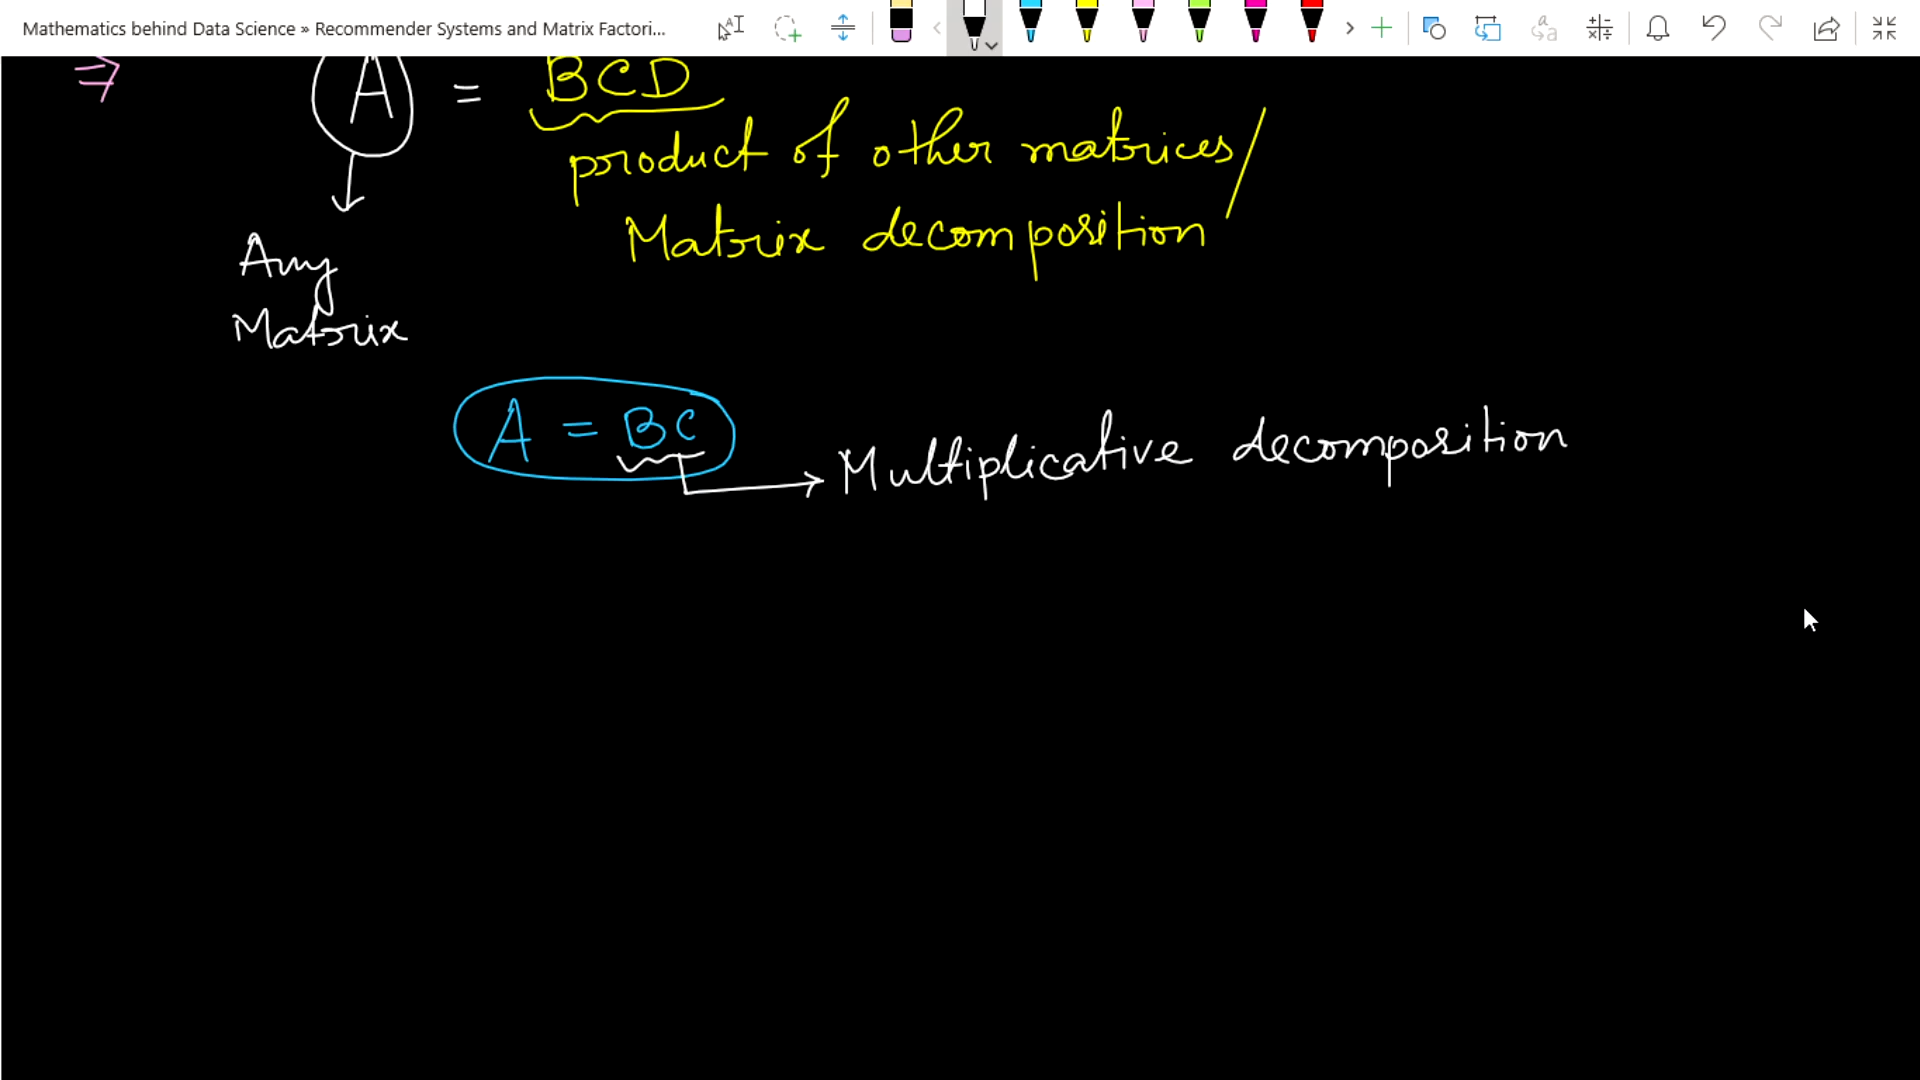 Mathematics behind Data Science » Recommender Systems and Matrix Factori...
⇒ A = BCD
product of other matrices/
Matrix decomposition
Any
Matrix
A = BC
Multiplicative decomposition